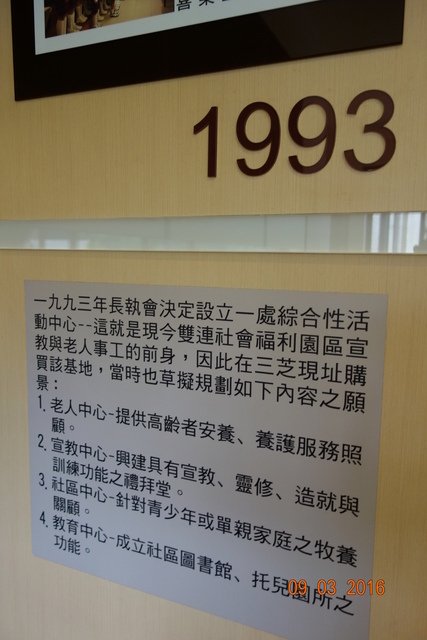 喜樂
1993
一九九三年長執會決定設立一處綜合性活
動中心--這就是現今雙連社會福利園區宣
教與老人事工的前身，因此在三芝現址購
買該基地，當時也草擬規劃如下內容之願
景：
1. 老人中心-提供高齡者安養、養護服務照
顧。
2. 宣教中心-興建具有宣教、靈修、造就與
訓練功能之禮拜堂。
3. 社區中心-針對青少年或單親家庭之牧養
關顧。
4. 教育中心-成立社區圖書館、托兒園所之
功能。
09 03 2016